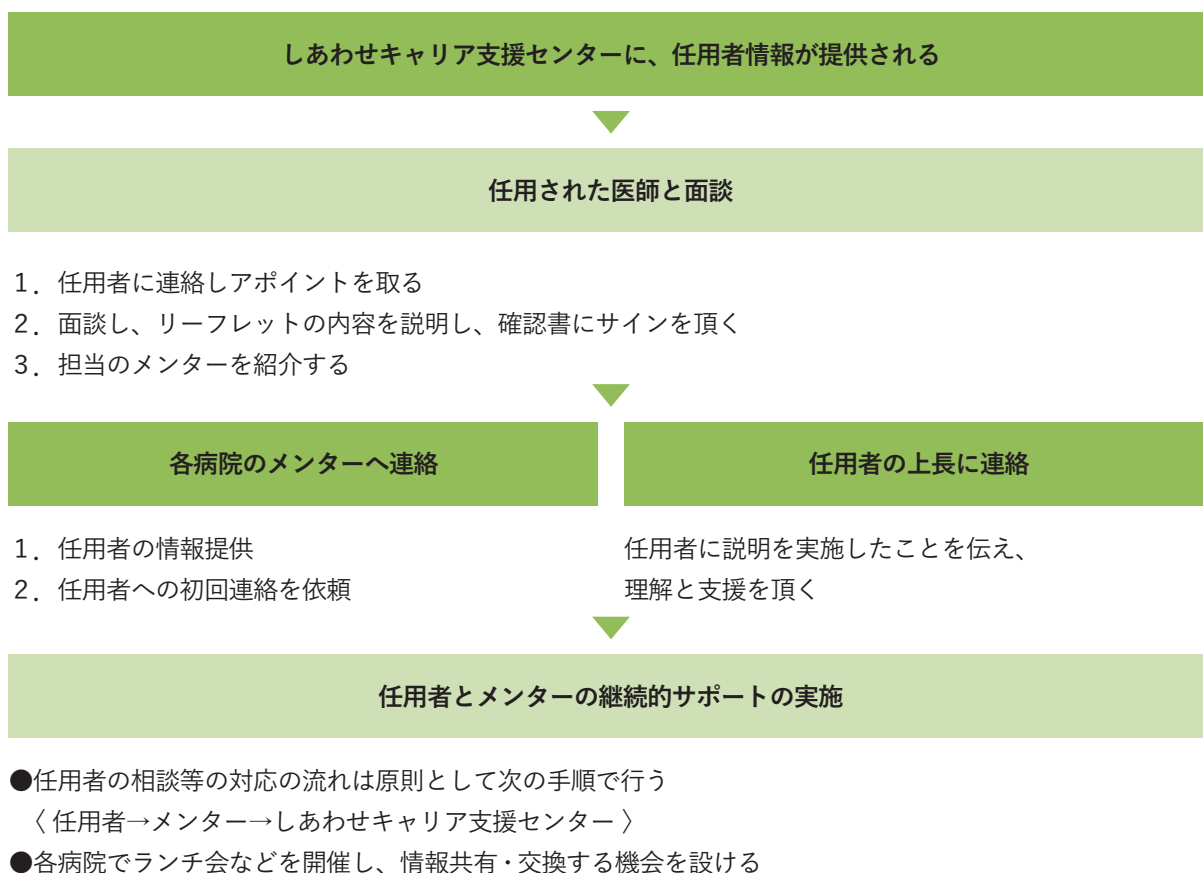 しあわせキャリア支援センターに、任用者情報が提供される
任用された医師と面談
1．任用者に連絡しアポイントを取る
2．面談し、リーフレットの内容を説明し、確認書にサインを頂く
3．担当のメンターを紹介する
各病院のメンターへ連絡
1．任用者の情報提供
2．任用者への初回連絡を依頼
任用者の上長に連絡
任用者に説明を実施したことを伝え、
理解と支援を頂く
任用者とメンターの継続的サポートの実施
●任用者の相談等の対応の流れは原則として次の手順で行う
〈 任用者→メンター→しあわせキャリア支援センター 〉
●各病院でランチ会などを開催し、情報共有・交換する機会を設ける